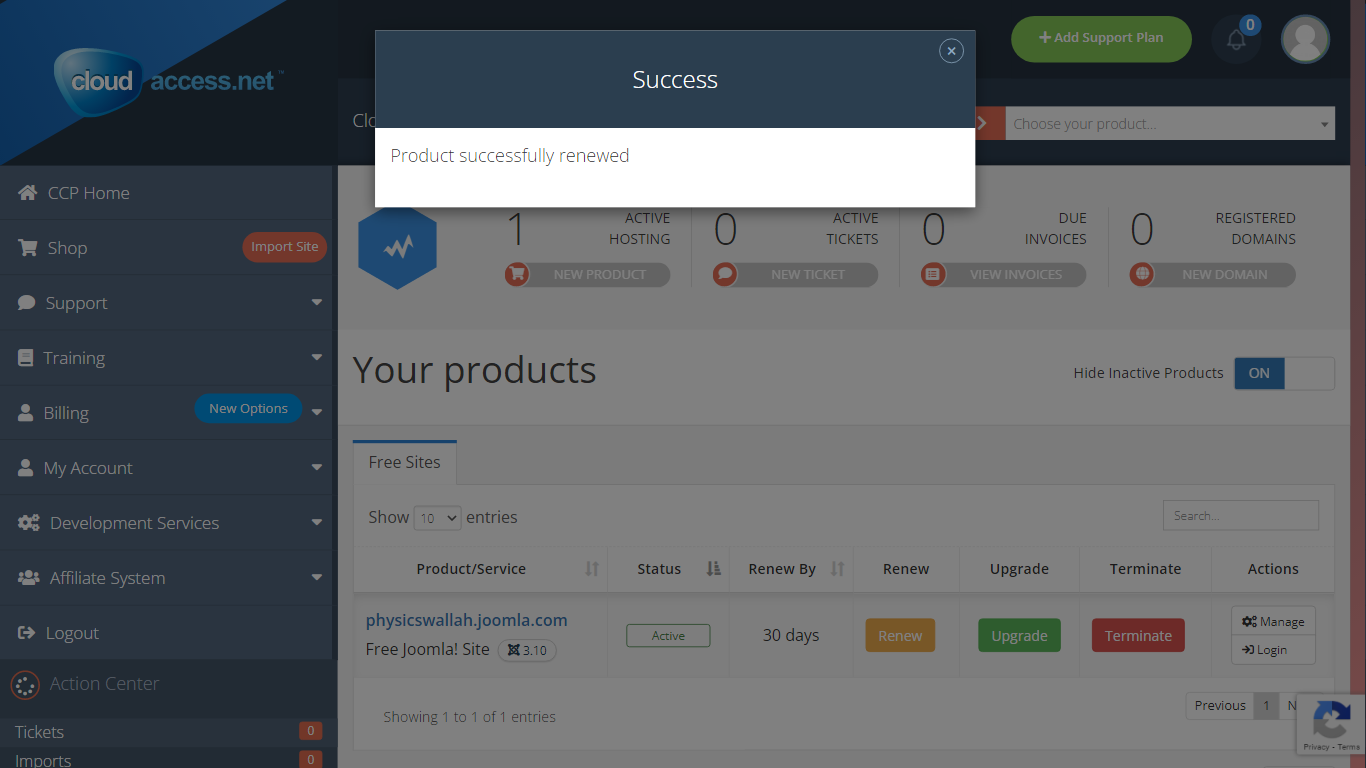 cloudaccess.net™
+ Add Support Plan
0
Success
Product successfully renewed
Clo
Choose your product...
CCP Home
Shop
Import Site
Support
Training
Billing
New Options
My Account
Development Services
Affiliate System
Logout
Action Center
Tickets
0
Imports
0
1
ACTIVE
HOSTING
NEW PRODUCT
0
ACTIVE
TICKETS
NEW TICKET
0
DUE
INVOICES
VIEW INVOICES
0
REGISTERED
DOMAINS
NEW DOMAIN
Your products
Hide Inactive Products ON
Free Sites
Show 10 entries
Search...
Product/Service Status Renew By Renew Upgrade Terminate Actions
physicswallah.joomla.com
Free Joomla! Site 3.10
Active
30 days
Renew
Upgrade
Terminate
Manage
Login
Showing 1 to 1 of 1 entries
Previous 1 N
Privacy - Terms